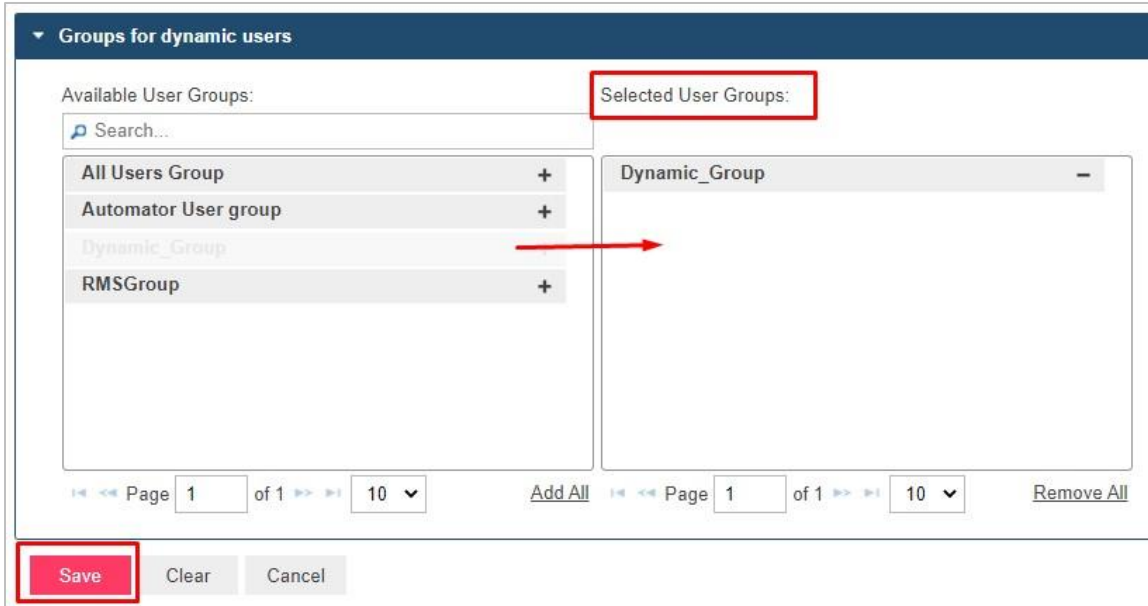 Groups for dynamic users
Available User Groups:
Selected User Groups:
Search...
All Users Group +
Dynamic_Group −
Automator User group +
Dynamic_Group +
RMSGroup +
Page 1 of 1 10 Add All
Page 1 of 1 10 Remove All
Save Clear Cancel